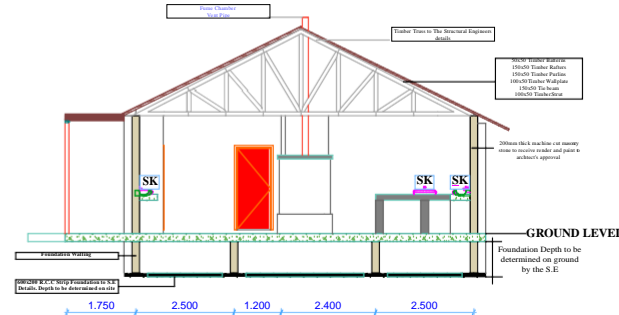 Fume Chamber
Vent Pipe
Timber Truss to The Structural Engineers
details
50x50 Timber Battens
150x50 Timber Rafters
150x50 Timber Purlins
100x50 Timber Wallplate
150x50 Tie beam
100x50 Timber Strut
200mm thick machine cut masonry
stone to receive render and paint to
architect's approval
SK
SK
SK
GROUND LEVEL
Foundation Depth to be
determined on ground
by the S.E
Foundation Walling
600x200 R.C.C Strip Foundation to S.E
Details. Depth to be determined on site
1.750
2.500
1.200
2.400
2.500